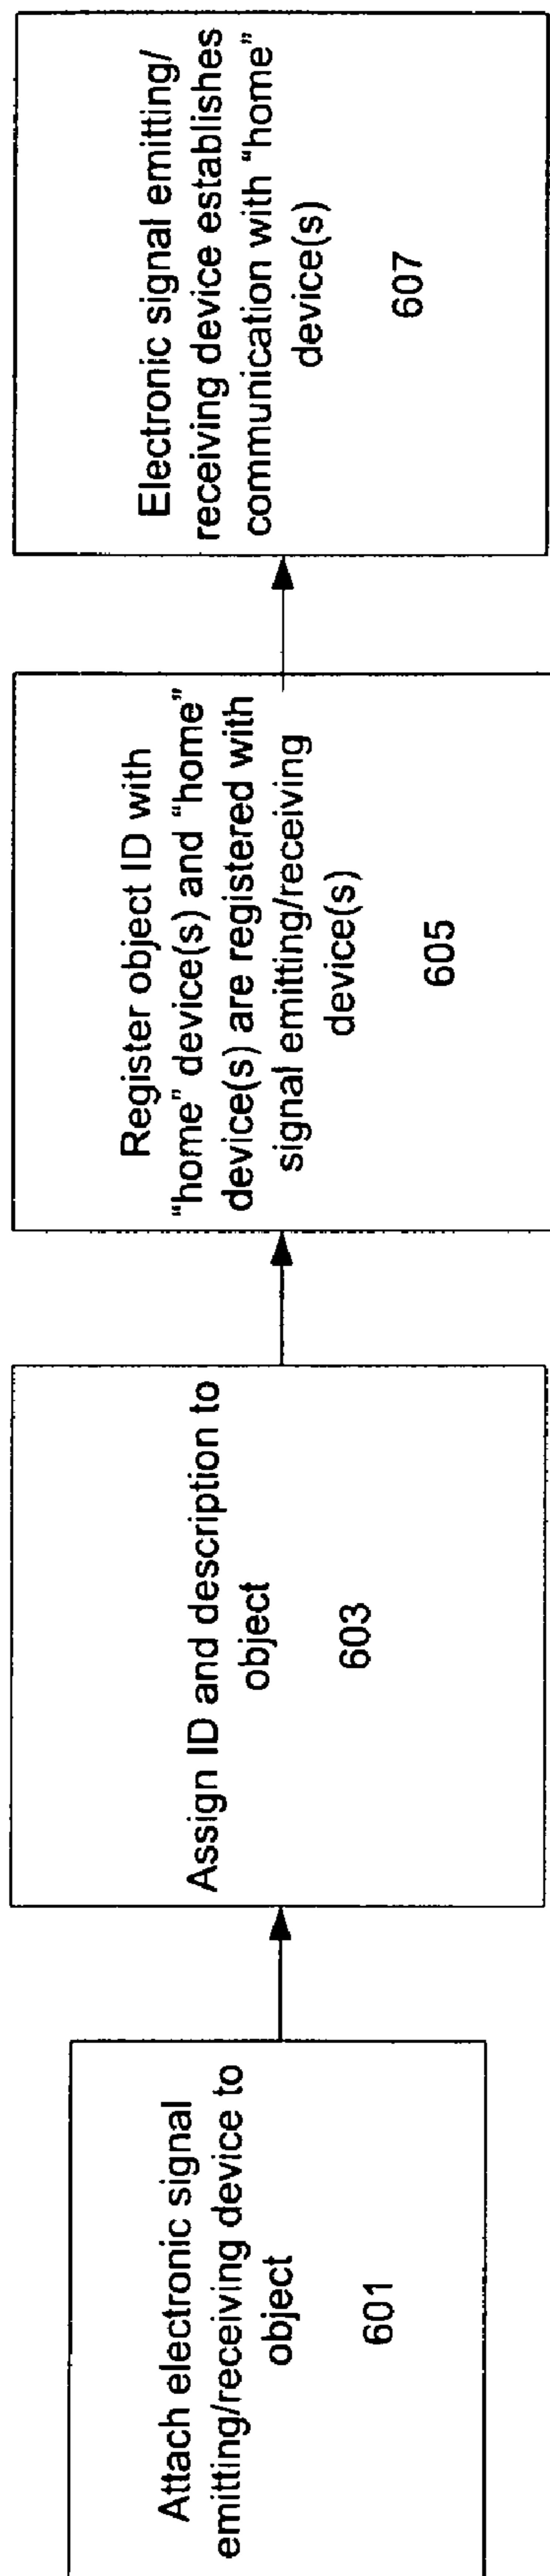 Attach electronic signal
emitting/receiving device to
object
601
Assign ID and description to
object
603
Register object ID with
“home” device(s) and “home”
device(s) are registered with
signal emitting/receiving
device(s)
605
Electronic signal emitting/
receiving device establishes
communication with “home”
device(s)
607